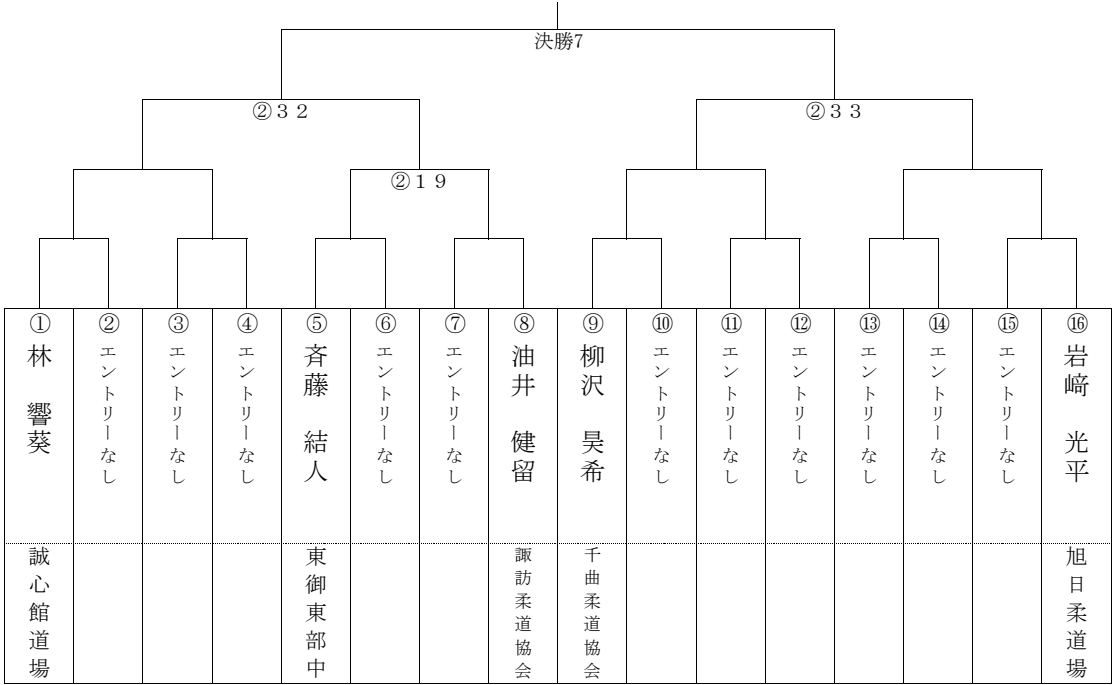 決勝7
②３２
②３３
②１９
①
林　響葵
誠心館道場
②
エントリーなし
③
エントリーなし
④
エントリーなし
⑤
斉藤　結人
東御東部中
⑥
エントリーなし
⑦
エントリーなし
⑧
油井　健留
諏訪柔道協会
⑨
柳沢　昊希
千曲柔道協会
⑩
エントリーなし
⑪
エントリーなし
⑫
エントリーなし
⑬
エントリーなし
⑭
エントリーなし
⑮
エントリーなし
⑯
岩﨑　光平
旭日柔道場